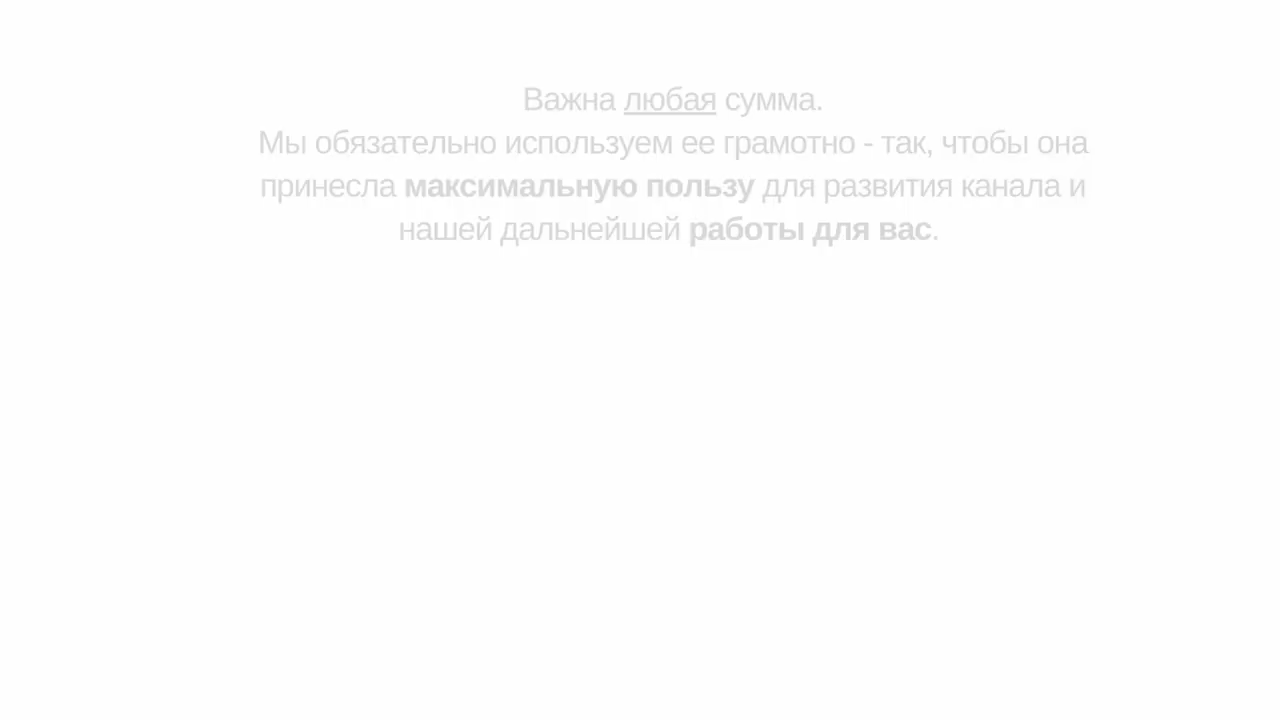 Важна любая сумма.
Мы обязательно используем ее грамотно - так, чтобы она
принесла максимальную пользу для развития канала и
нашей дальнейшей работы для вас.